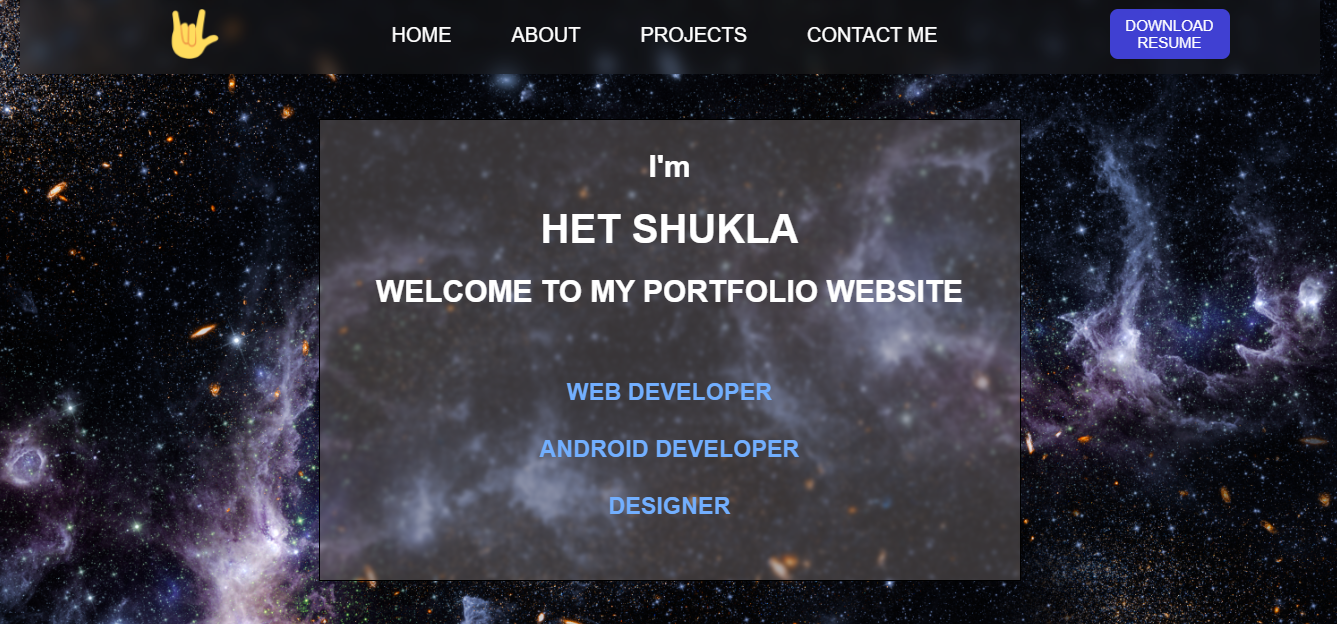 HOME ABOUT PROJECTS CONTACT ME
DOWNLOAD
RESUME
I'm
HET SHUKLA
WELCOME TO MY PORTFOLIO WEBSITE
WEB DEVELOPER
ANDROID DEVELOPER
DESIGNER